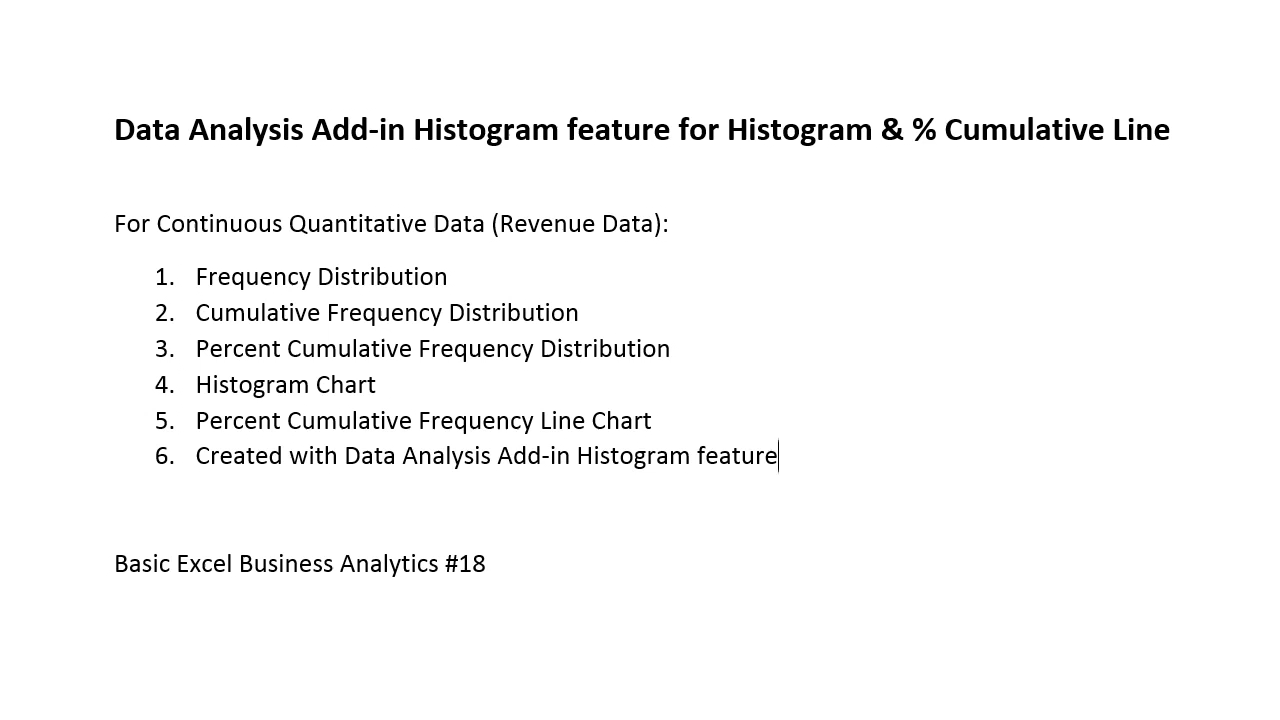 Data Analysis Add-in Histogram feature for Histogram & % Cumulative Line
For Continuous Quantitative Data (Revenue Data):
1. Frequency Distribution
2. Cumulative Frequency Distribution
3. Percent Cumulative Frequency Distribution
4. Histogram Chart
5. Percent Cumulative Frequency Line Chart
6. Created with Data Analysis Add-in Histogram feature
Basic Excel Business Analytics #18